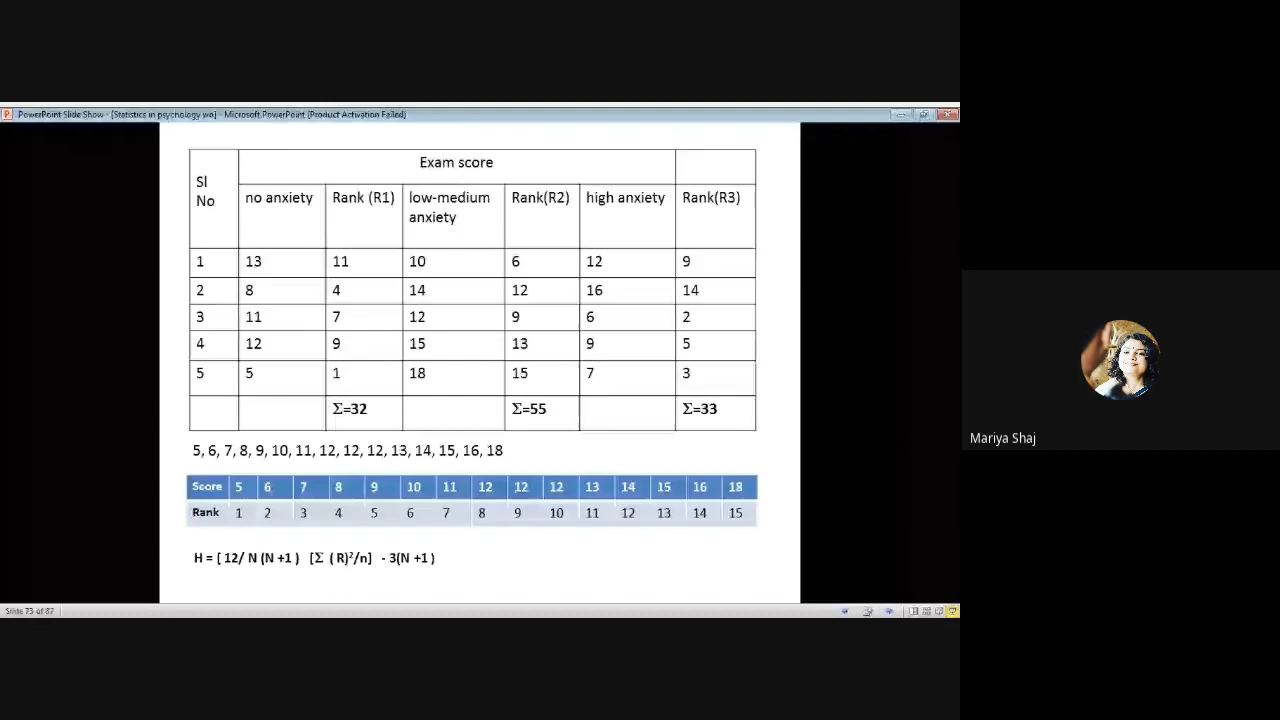 PowerPoint Slide Show - [Statistics in psychology wo] - Microsoft PowerPoint (Product Activation Failed)
Sl No Exam score
no anxiety Rank (R1) low-medium anxiety Rank(R2) high anxiety Rank(R3)
1 13 11 10 6 12 9
2 8 4 14 12 16 14
3 11 7 12 9 6 2
4 12 9 15 13 9 5
5 5 1 18 15 7 3
Σ=32 Σ=55 Σ=33
5, 6, 7, 8, 9, 10, 11, 12, 12, 12, 13, 14, 15, 16, 18
Score 5 6 7 8 9 10 11 12 12 12 13 14 15 16 18
Rank 1 2 3 4 5 6 7 8 9 10 11 12 13 14 15
H = [ 12/ N (N +1 ) [Σ ( R)²/n] - 3(N +1 )
Slide 73 of 87
Mariya Shaj